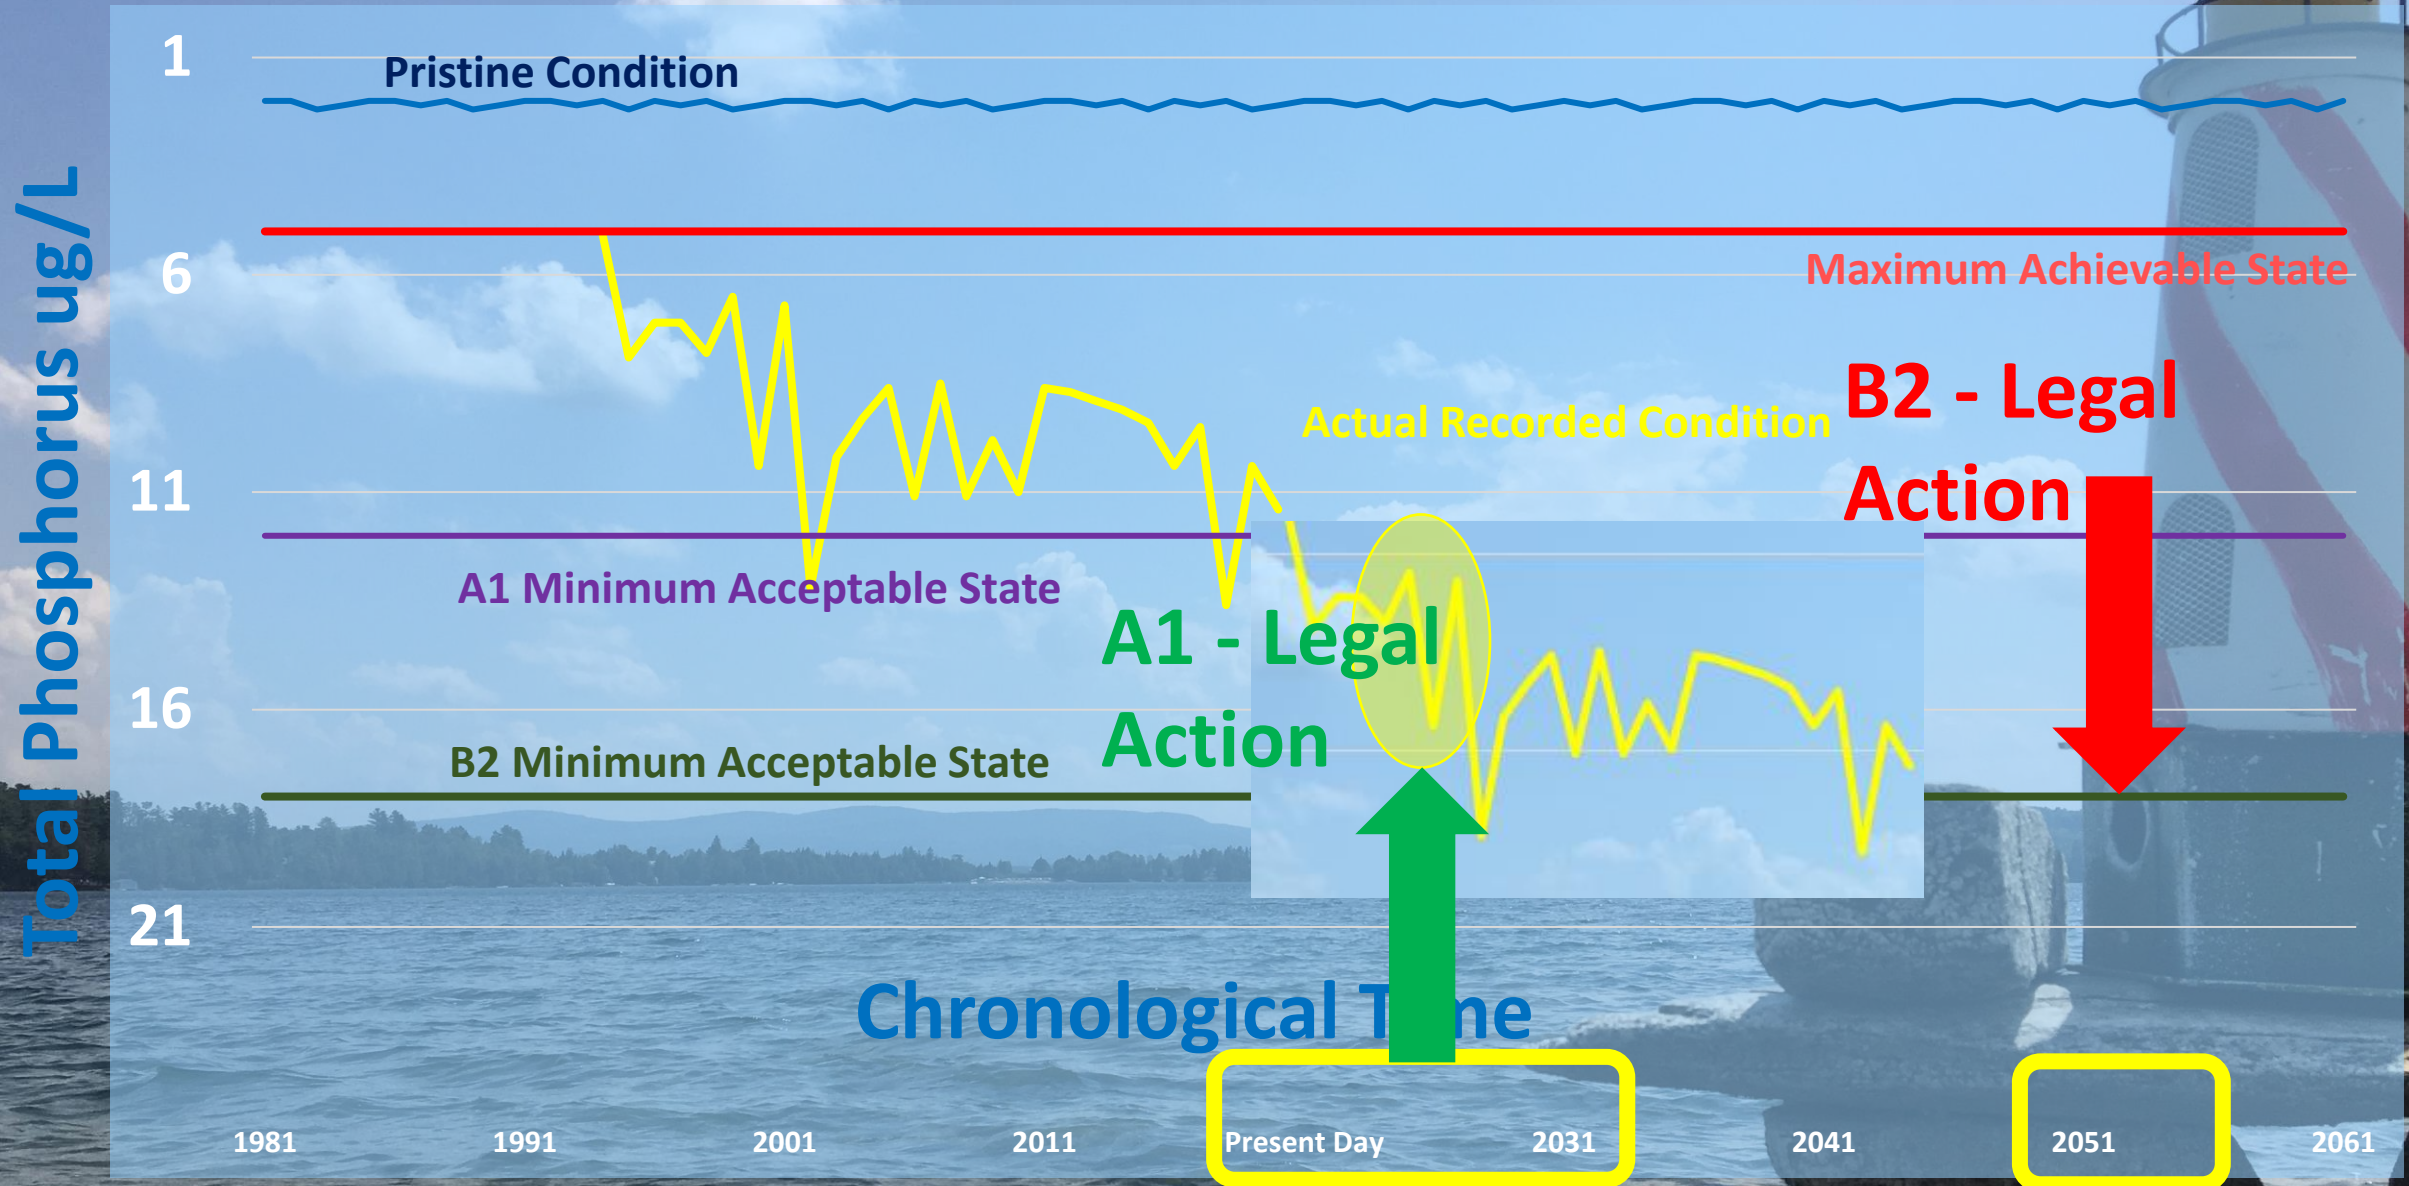 Total Phosphorus ug/L
1
6
11
16
21
Pristine Condition
Maximum Achievable State
Actual Recorded Condition
B2 - Legal
Action
A1 Minimum Acceptable State
A1 - Legal
Action
B2 Minimum Acceptable State
Chronological Time
1981
1991
2001
2011
Present Day
2031
2041
2051
2061